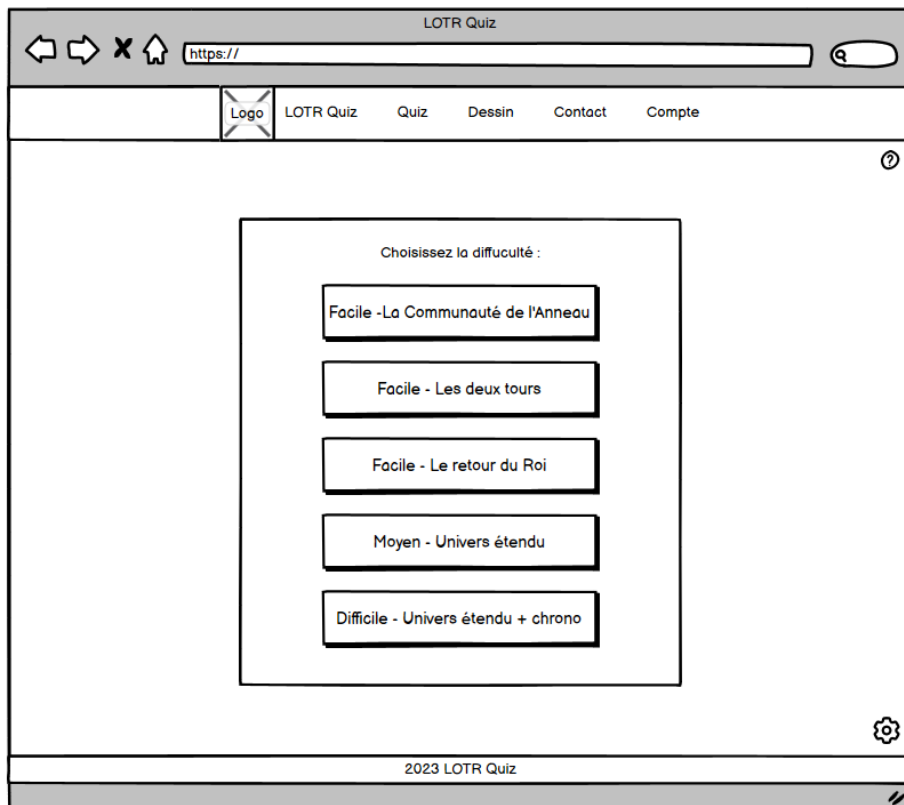 LOTR Quiz
https://
Logo LOTR Quiz Quiz Dessin Contact Compte
?
Choisissez la diffuculté :
Facile -La Communauté de l'Anneau
Facile - Les deux tours
Facile - Le retour du Roi
Moyen - Univers étendu
Difficile - Univers étendu + chrono
2023 LOTR Quiz